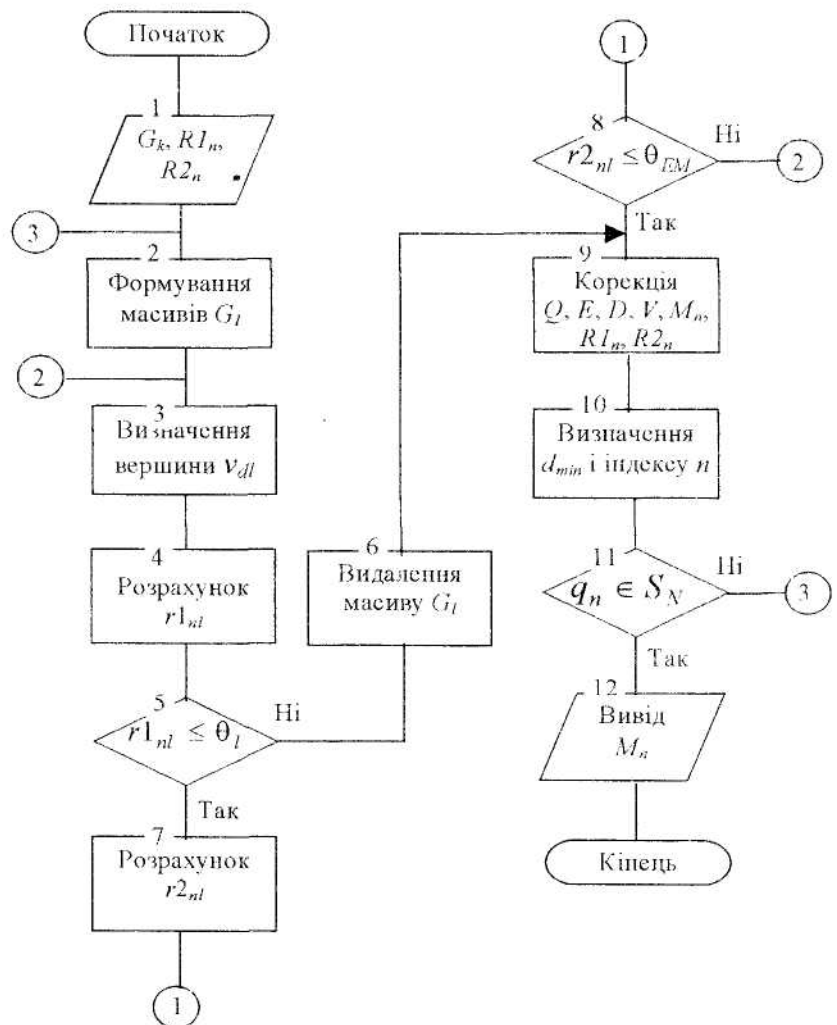 Початок
1
G_k, R1_n,
R2_n
3
2
Формування
масивів G_l
2
3
Визначення
вершини v_dl
4
Розрахунок
r1_nl
5
r1_nl ≤ θ_l
Ні
Так
6
Видалення
масиву G_l
7
Розрахунок
r2_nl
1
1
8
r2_nl ≤ θ_EM
Ні
2
Так
9
Корекція
Q, E, D, V, M_n,
R1_n, R2_n
10
Визначення
d_min і індексу n
11
q_n ∈ S_N
Ні
3
Так
12
Вивід
M_n
Кінець